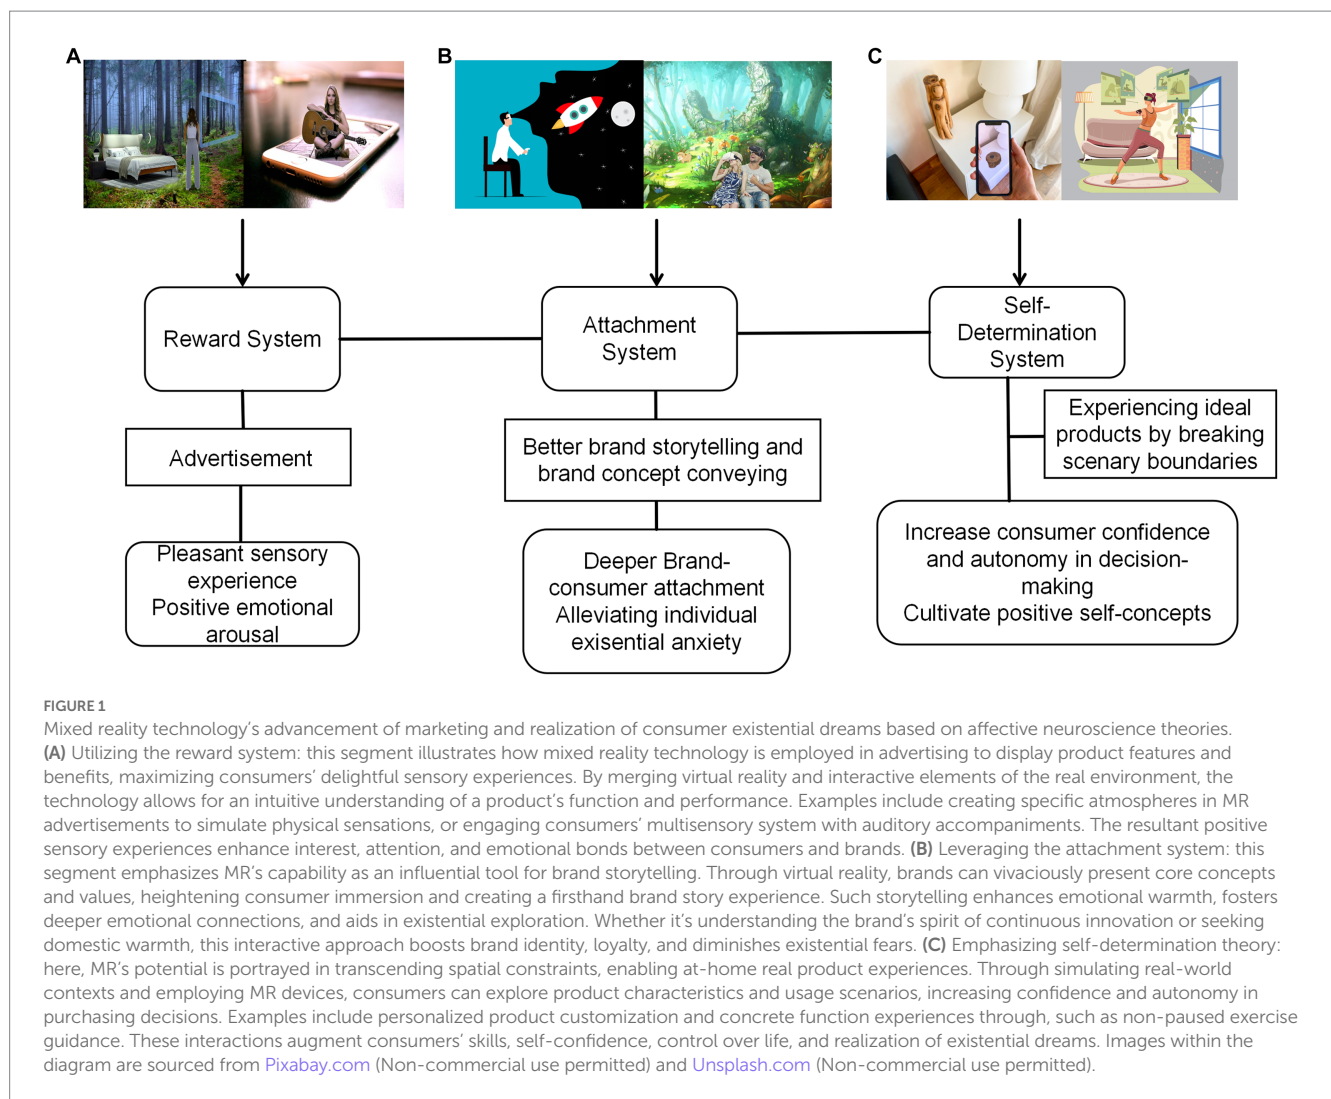 A
B
C
Reward System
Attachment
System
Self-
Determination
System
Advertisement
Better brand storytelling and
brand concept conveying
Experiencing ideal
products by breaking
scenary boundaries
Pleasant sensory
experience
Positive emotional
arousal
Deeper Brand-
consumer attachment
Alleviating individual
exisential anxiety
Increase consumer confidence
and autonomy in decision-
making
Cultivate positive self-concepts
FIGURE 1
Mixed reality technology's advancement of marketing and realization of consumer existential dreams based on affective neuroscience theories.
(A) Utilizing the reward system: this segment illustrates how mixed reality technology is employed in advertising to display product features and
benefits, maximizing consumers' delightful sensory experiences. By merging virtual reality and interactive elements of the real environment, the
technology allows for an intuitive understanding of a product's function and performance. Examples include creating specific atmospheres in MR
advertisements to simulate physical sensations, or engaging consumers' multisensory system with auditory accompaniments. The resultant positive
sensory experiences enhance interest, attention, and emotional bonds between consumers and brands. (B) Leveraging the attachment system: this
segment emphasizes MR's capability as an influential tool for brand storytelling. Through virtual reality, brands can vivaciously present core concepts
and values, heightening consumer immersion and creating a firsthand brand story experience. Such storytelling enhances emotional warmth, fosters
deeper emotional connections, and aids in existential exploration. Whether it's understanding the brand's spirit of continuous innovation or seeking
domestic warmth, this interactive approach boosts brand identity, loyalty, and diminishes existential fears. (C) Emphasizing self-determination theory:
here, MR's potential is portrayed in transcending spatial constraints, enabling at-home real product experiences. Through simulating real-world
contexts and employing MR devices, consumers can explore product characteristics and usage scenarios, increasing confidence and autonomy in
purchasing decisions. Examples include personalized product customization and concrete function experiences through, such as non-paused exercise
guidance. These interactions augment consumers' skills, self-confidence, control over life, and realization of existential dreams. Images within the
diagram are sourced from Pixabay.com (Non-commercial use permitted) and Unsplash.com (Non-commercial use permitted).